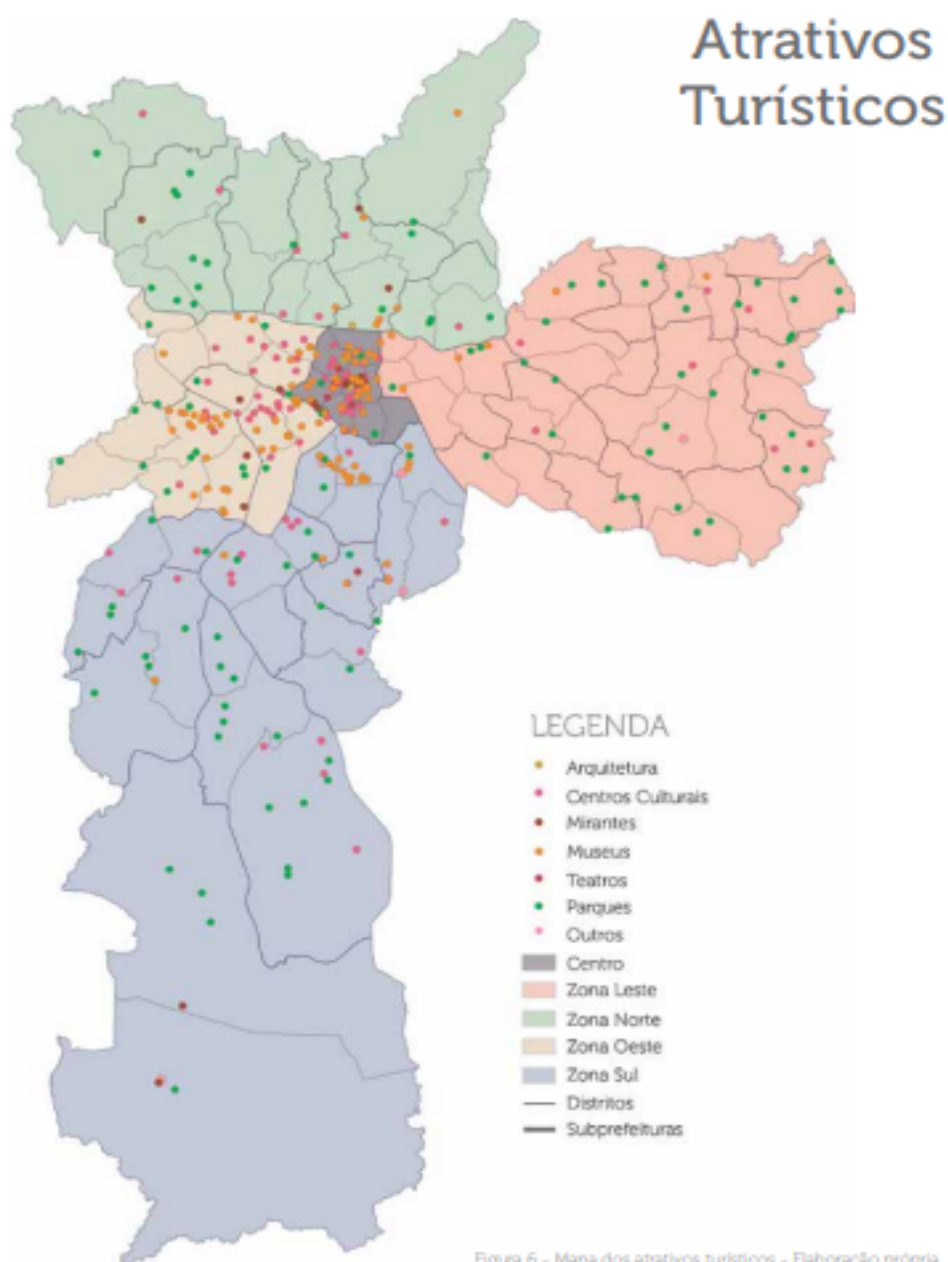 Atrativos
Turísticos
LEGENDA
Arquitetura
Centros Culturais
Mirantes
Museus
Teatros
Parques
Outros
Centro
Zona Leste
Zona Norte
Zona Oeste
Zona Sul
Distritos
Subprefeituras
Figura 6 - Mapa dos atrativos turísticos - Elaboração própria